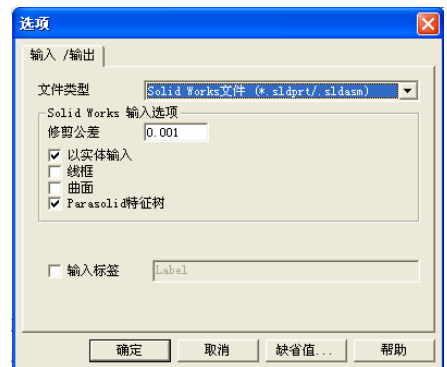 选项
输入 /输出
文件类型 Solid Works文件 (*.sldprt/.sldasm)
Solid Works 输入选项
修剪公差 0.001
以实体输入
线框
曲面
Parasolid特征树
输入标签 Label
确定 取消 缺省值... 帮助